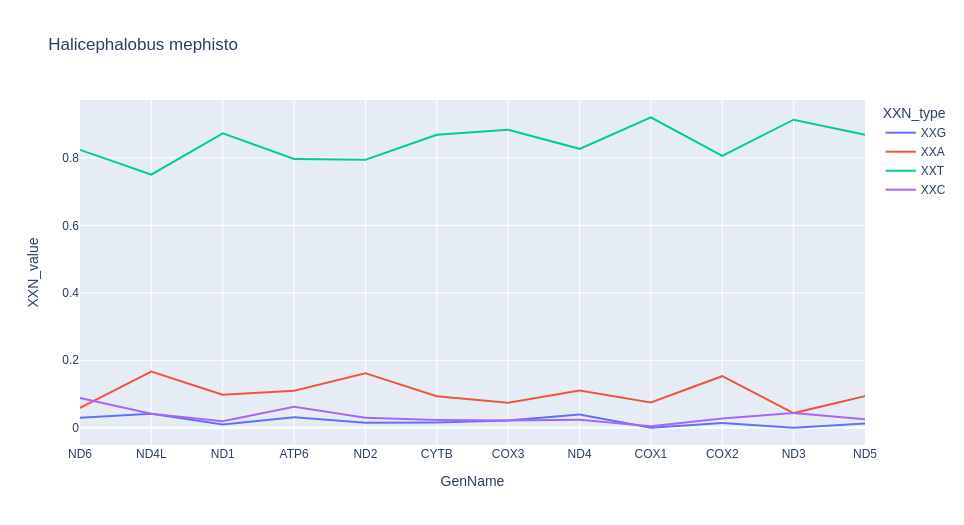 Halicephalobus mephisto
XXN_type
XXG
XXA
XXT
XXC
XXN_value
0.8
0.6
0.4
0.2
0
ND6 ND4L ND1 ATP6 ND2 CYTB COX3 ND4 COX1 COX2 ND3 ND5
GenName